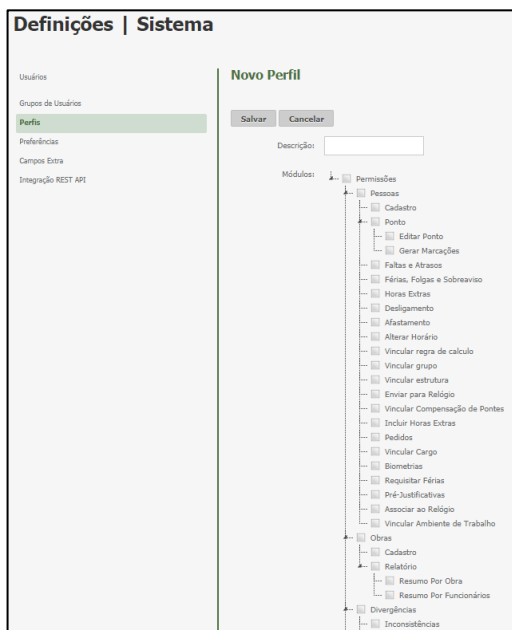 Definições | Sistema
Usuários
Grupos de Usuários
Perfis
Preferências
Campos Extra
Integração REST API
Novo Perfil
Salvar Cancelar
Descrição:
Módulos:
Permissões
Pessoas
Cadastro
Ponto
Editar Ponto
Gerar Marcações
Faltas e Atrasos
Férias, Folgas e Sobreaviso
Horas Extras
Desligamento
Afastamento
Alterar Horário
Vincular regra de calculo
Vincular grupo
Vincular estrutura
Enviar para Relógio
Vincular Compensação de Pontes
Incluir Horas Extras
Pedidos
Vincular Cargo
Biometrias
Requisitar Férias
Pré-Justificativas
Associar ao Relógio
Vincular Ambiente de Trabalho
Obras
Cadastro
Relatório
Resumo Por Obra
Resumo Por Funcionários
Divergências
Inconsistências